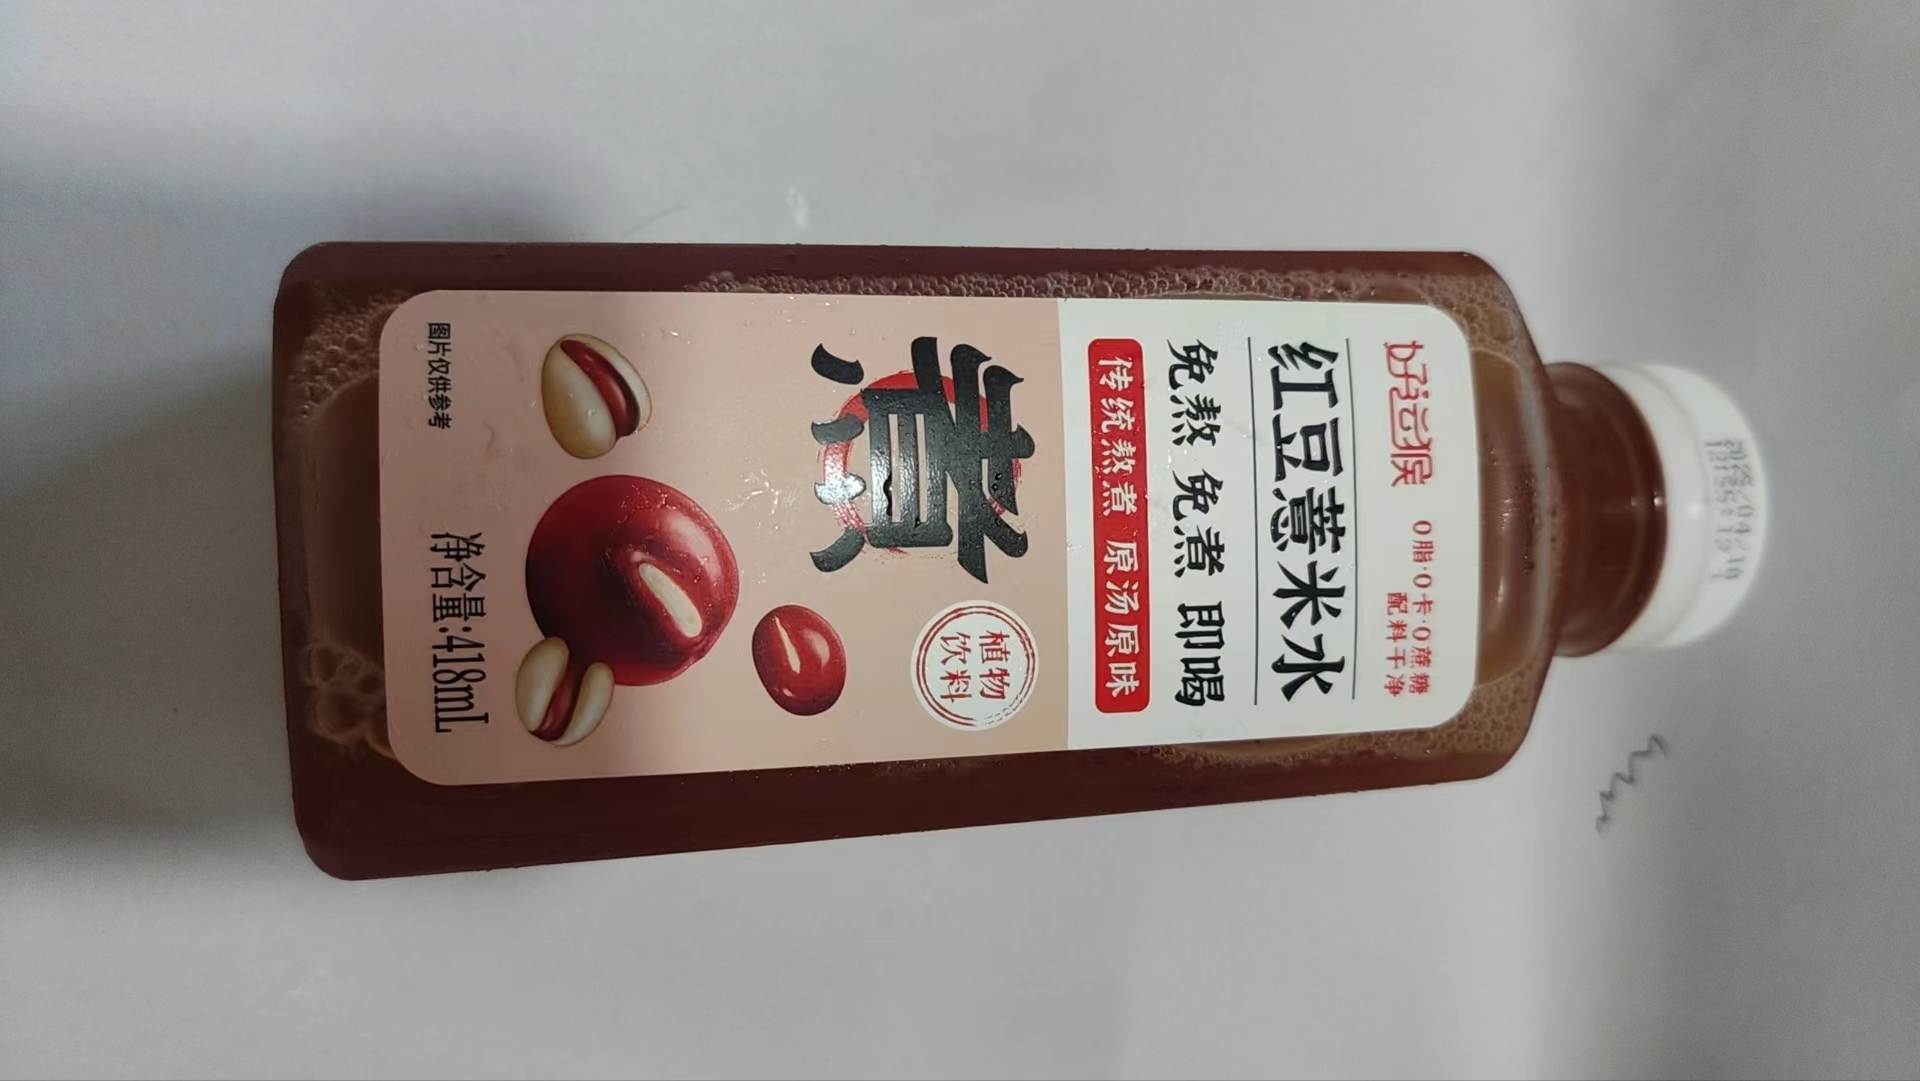 好运猴
0脂·0卡·0蔗糖
配料干净
红豆薏米水
免熬 免煮 即喝
传统熬煮 原汤原味
煮
植物
饮料
图片仅供参考
净含量:418mL